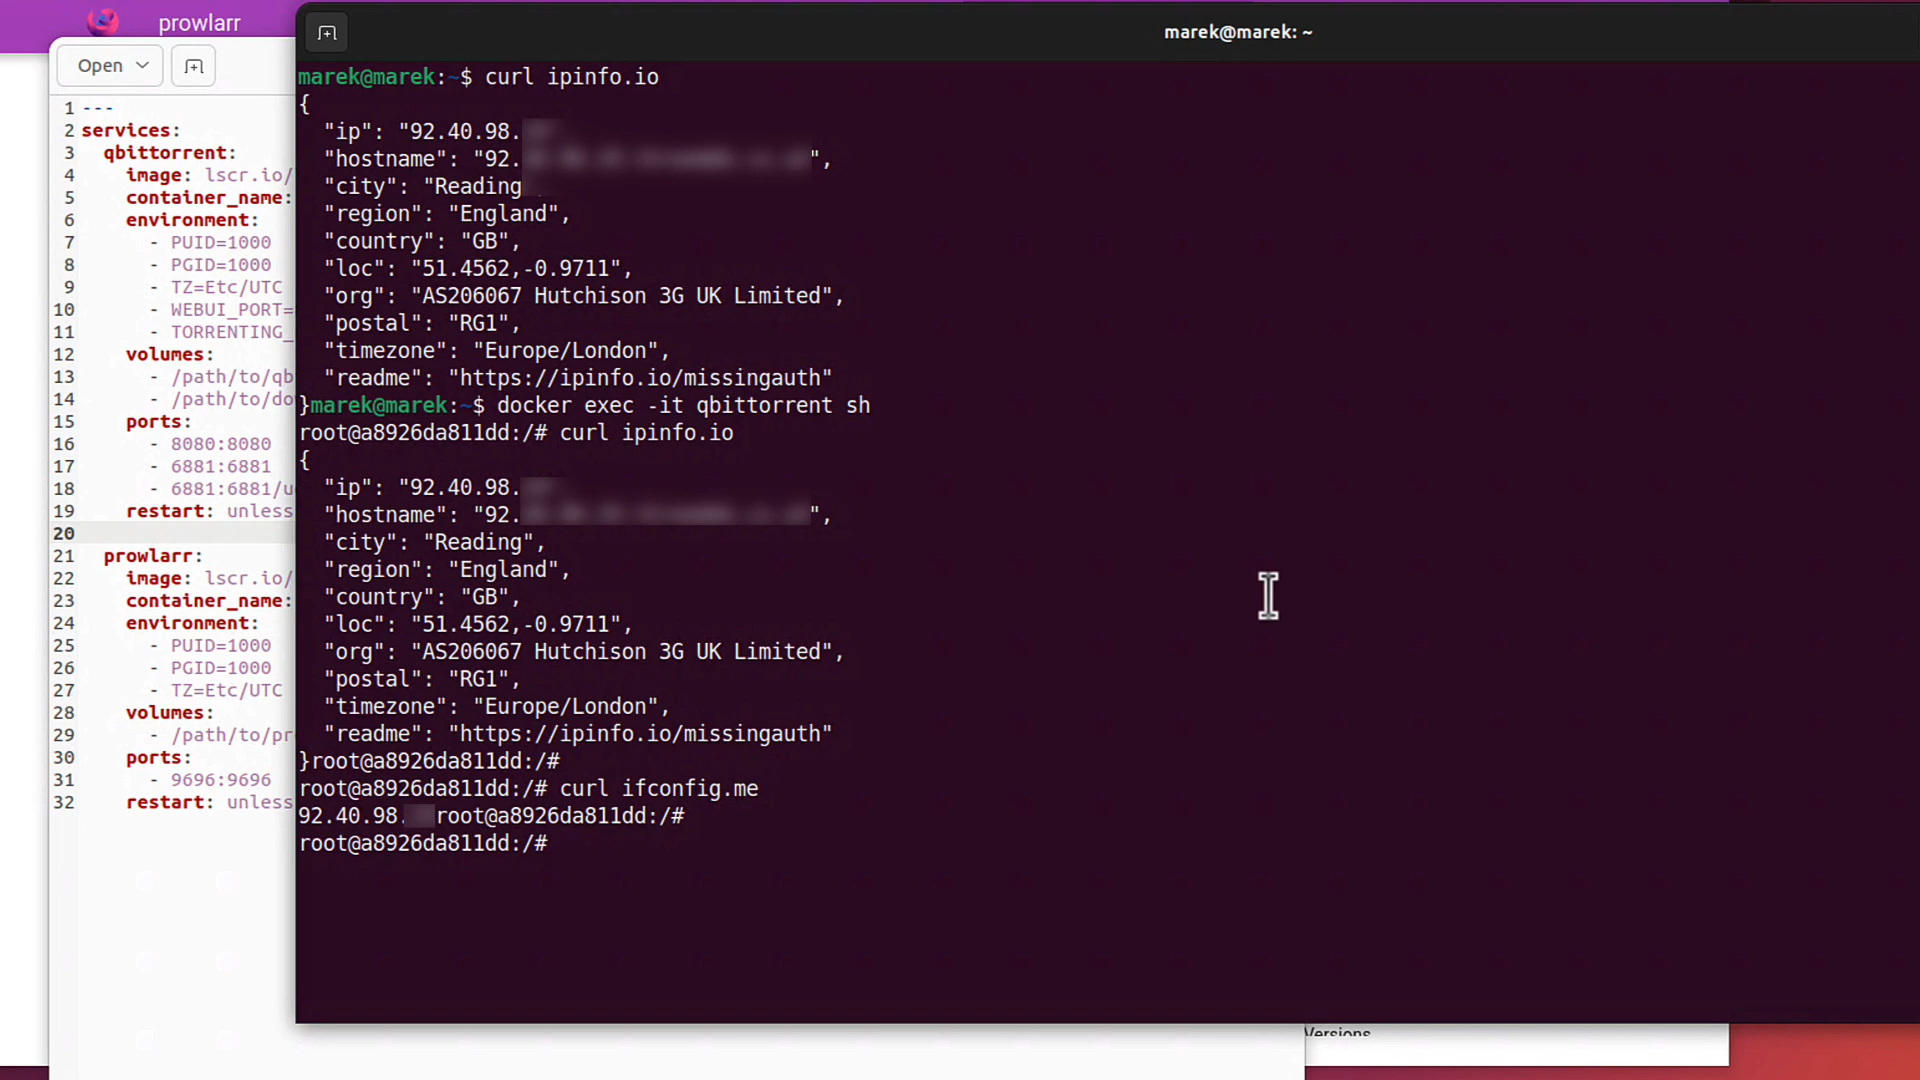 prowlarr
Open
1 ---
2 services:
3 qbittorrent:
4 image: lscr.io/
5 container_name:
6 environment:
7 - PUID=1000
8 - PGID=1000
9 - TZ=Etc/UTC
10 - WEBUI_PORT=
11 - TORRENTING_
12 volumes:
13 - /path/to/qb
14 - /path/to/do
15 ports:
16 - 8080:8080
17 - 6881:6881
18 - 6881:6881/u
19 restart: unless
20
21 prowlarr:
22 image: lscr.io/
23 container_name:
24 environment:
25 - PUID=1000
26 - PGID=1000
27 - TZ=Etc/UTC
28 volumes:
29 - /path/to/pr
30 ports:
31 - 9696:9696
32 restart: unless
marek@marek: ~
marek@marek:~$ curl ipinfo.io
{
"ip": "92.40.98.
"hostname": "92. ",
"city": "Reading
"region": "England",
"country": "GB",
"loc": "51.4562,-0.9711",
"org": "AS206067 Hutchison 3G UK Limited",
"postal": "RG1",
"timezone": "Europe/London",
"readme": "https://ipinfo.io/missingauth"
}marek@marek:~$ docker exec -it qbittorrent sh
root@a8926da811dd:/# curl ipinfo.io
{
"ip": "92.40.98.
"hostname": "92. ",
"city": "Reading",
"region": "England",
"country": "GB",
"loc": "51.4562,-0.9711",
"org": "AS206067 Hutchison 3G UK Limited",
"postal": "RG1",
"timezone": "Europe/London",
"readme": "https://ipinfo.io/missingauth"
}root@a8926da811dd:/#
root@a8926da811dd:/# curl ifconfig.me
92.40.98. root@a8926da811dd:/#
root@a8926da811dd:/#
Versions